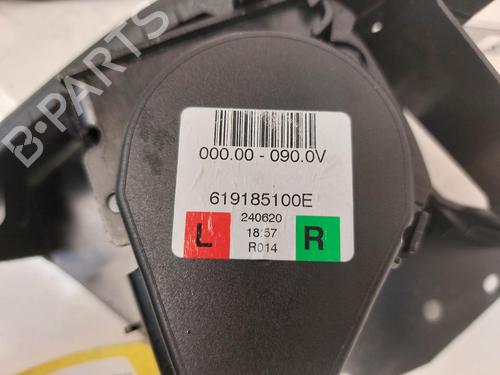 B-PARTS
000.00 - 090.0V
619185100E
240620
L 18:57 R
R014